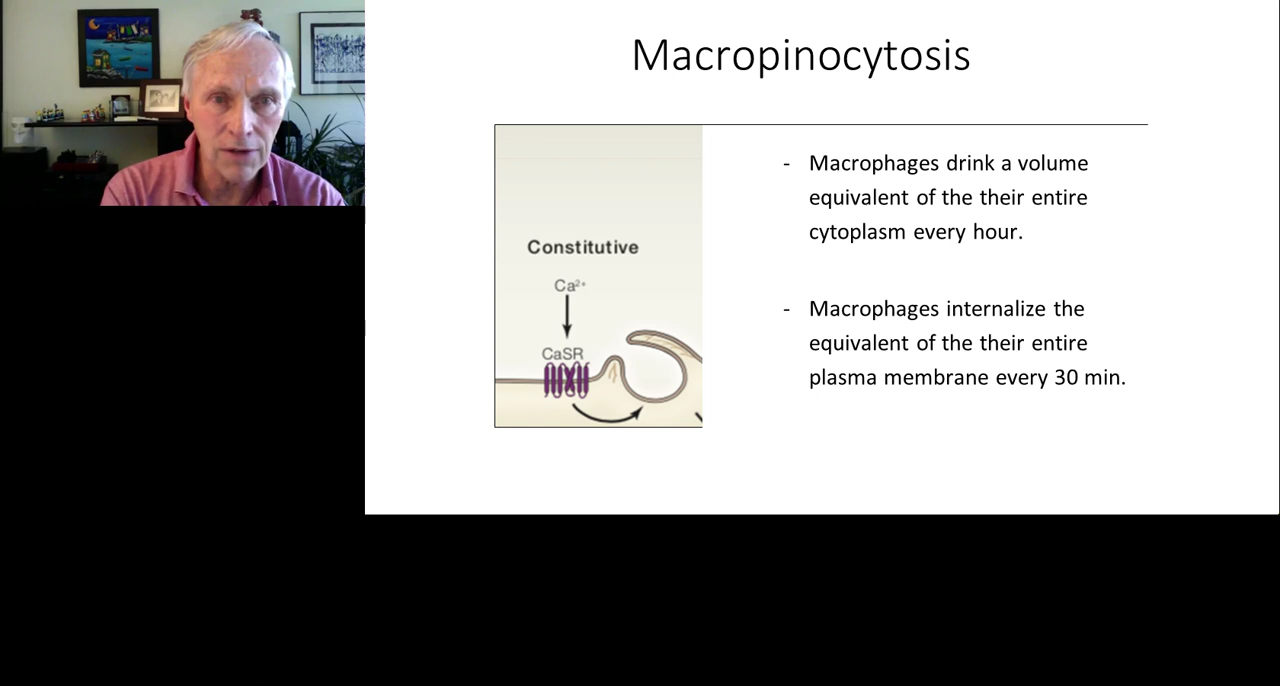 Macropinocytosis
Constitutive
Ca²⁺
CaSR
- Macrophages drink a volume
equivalent of the their entire
cytoplasm every hour.
- Macrophages internalize the
equivalent of the their entire
plasma membrane every 30 min.